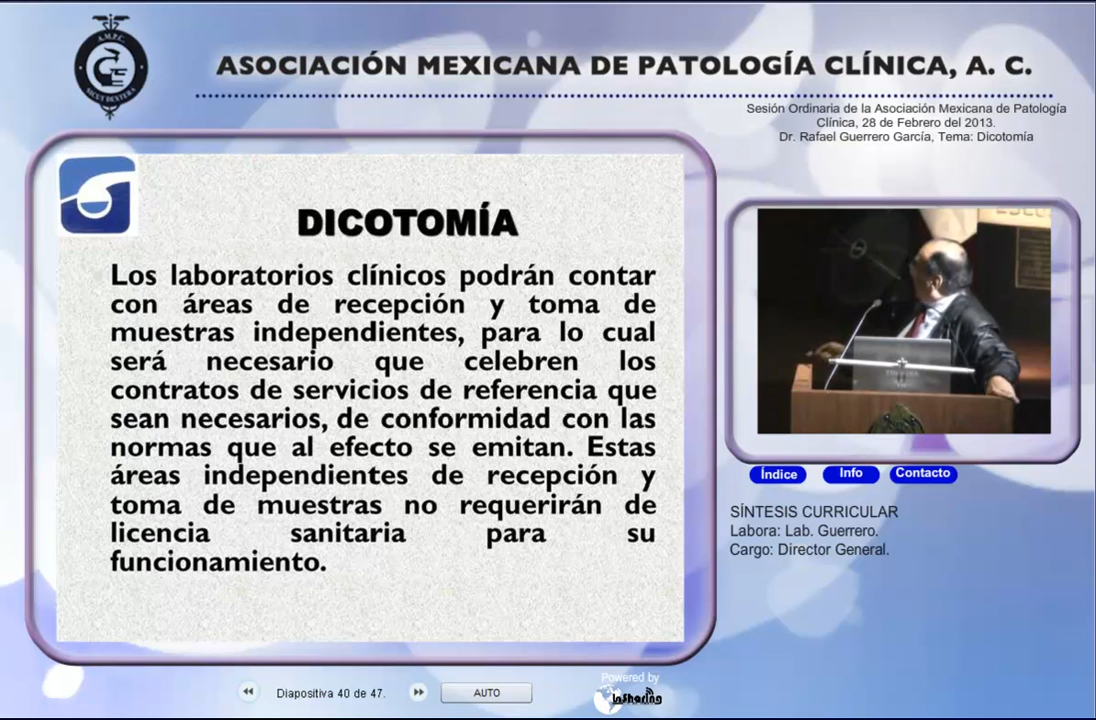 A.M.P.C.
ASOCIACIÓN MEXICANA DE PATOLOGÍA CLÍNICA, A. C.
Sesión Ordinaria de la Asociación Mexicana de Patología
Clínica, 28 de Febrero del 2013.
Dr. Rafael Guerrero García, Tema: Dicotomía
DICOTOMÍA
Los laboratorios clínicos podrán contar
con áreas de recepción y toma de
muestras independientes, para lo cual
será necesario que celebren los
contratos de servicios de referencia que
sean necesarios, de conformidad con las
normas que al efecto se emitan. Estas
áreas independientes de recepción y
toma de muestras no requerirán de
licencia sanitaria para su
funcionamiento.
Índice Info Contacto
SÍNTESIS CURRICULAR
Labora: Lab. Guerrero.
Cargo: Director General.
Diapositiva 40 de 47. AUTO
Powered by
InSharing